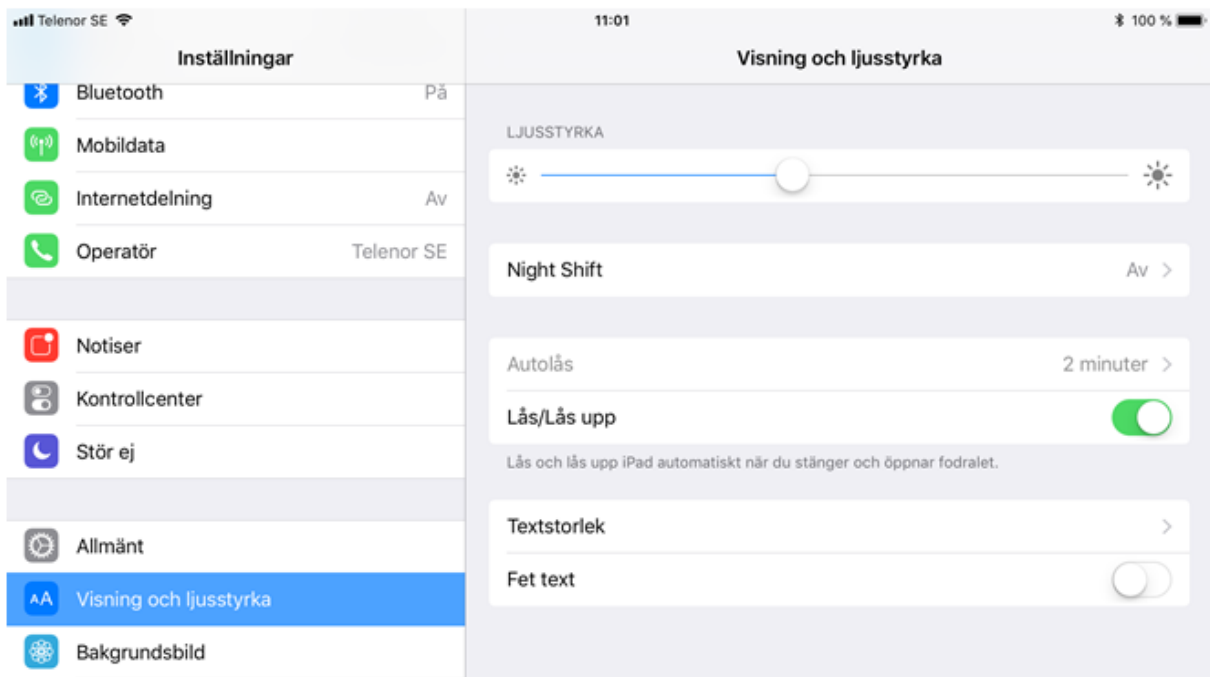 Telenor SE
11:01
100 %
Inställningar
Bluetooth På
Mobildata
Internetdelning Av
Operatör Telenor SE
Notiser
Kontrollcenter
Stör ej
Allmänt
AA Visning och ljusstyrka
Bakgrundsbild
Visning och ljusstyrka
LJUSSTYRKA
Night Shift Av
Autolås 2 minuter
Lås/Lås upp
Lås och lås upp iPad automatiskt när du stänger och öppnar fodralet.
Textstorlek
Fet text